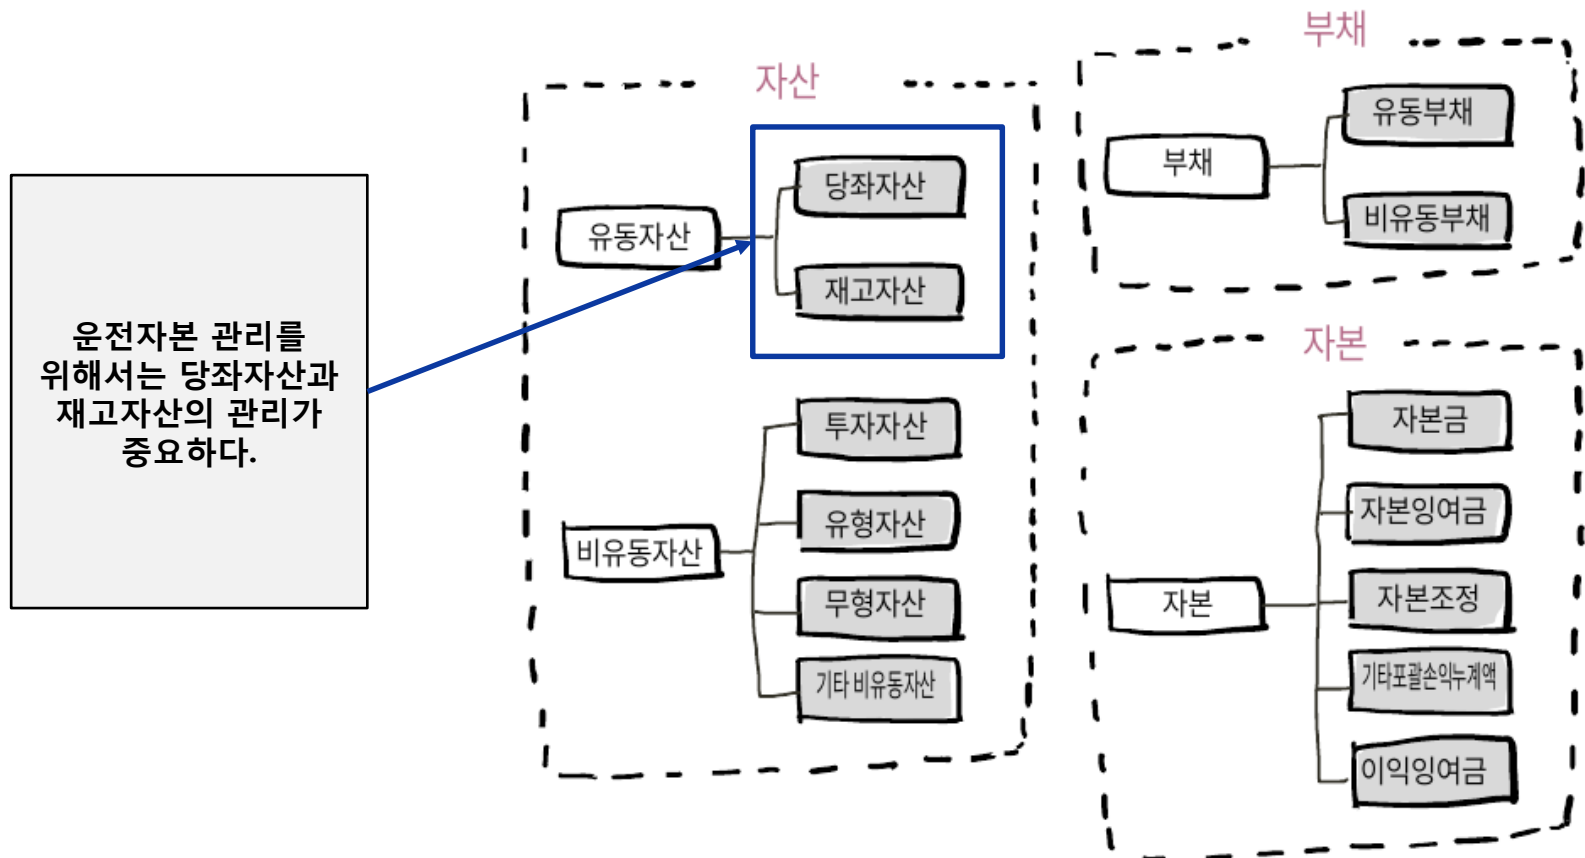 운전자본 관리를
위해서는 당좌자산과
재고자산의 관리가
중요하다.
자산
유동자산
당좌자산
재고자산
비유동자산
투자자산
유형자산
무형자산
기타 비유동자산
부채
부채
유동부채
비유동부채
자본
자본
자본금
자본잉여금
자본조정
기타포괄손익누계액
이익잉여금